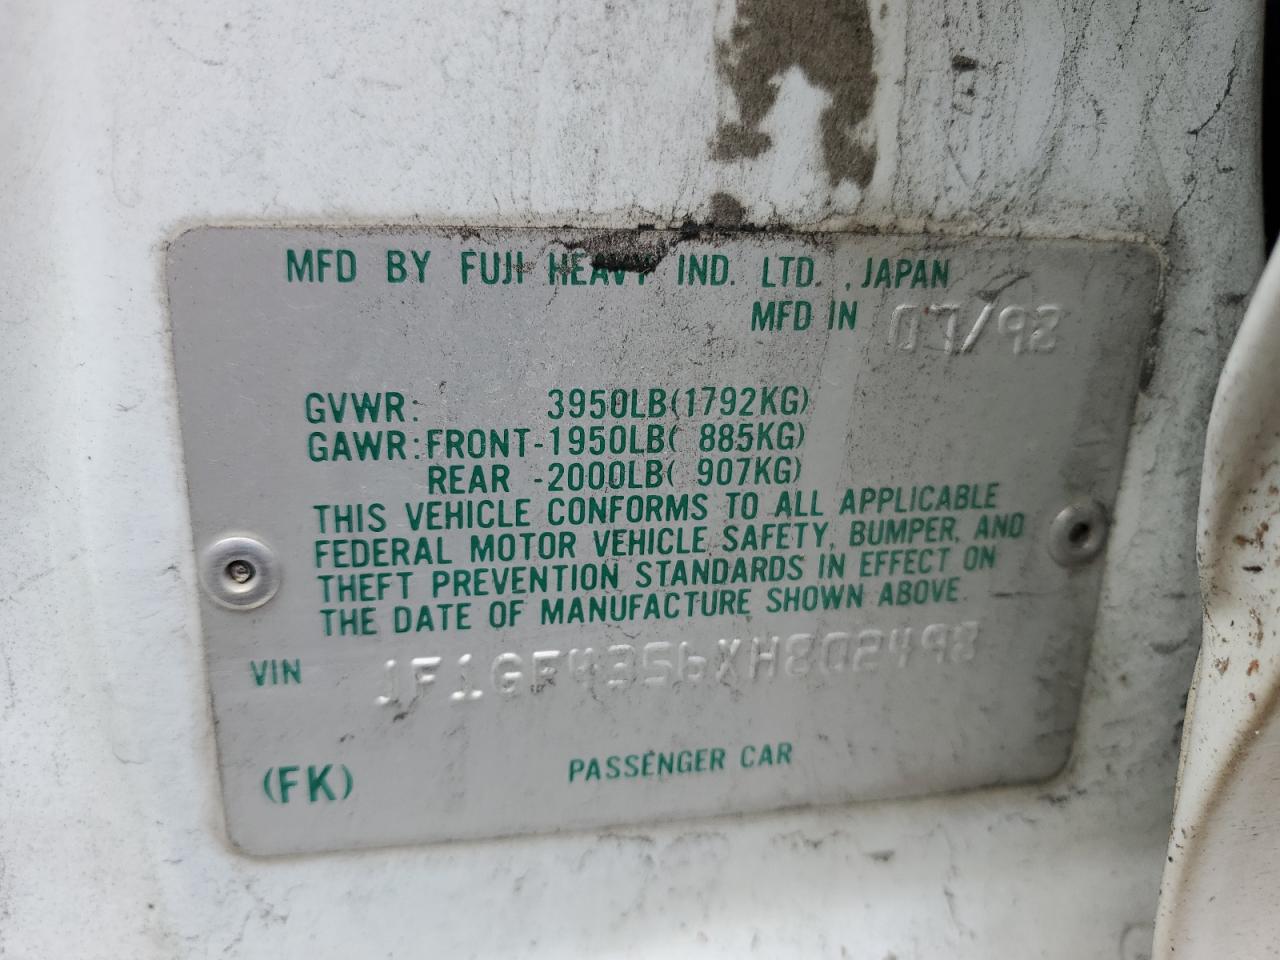 MFD BY FUJI HEAVY IND. LTD. , JAPAN
MFD IN 07/98
GVWR: 3950LB(1792KG)
GAWR:FRONT-1950LB( 885KG)
REAR -2000LB( 907KG)
THIS VEHICLE CONFORMS TO ALL APPLICABLE
FEDERAL MOTOR VEHICLE SAFETY, BUMPER, AND
THEFT PREVENTION STANDARDS IN EFFECT ON
THE DATE OF MANUFACTURE SHOWN ABOVE.
VIN JF1GF4356XH802498
(FK) PASSENGER CAR